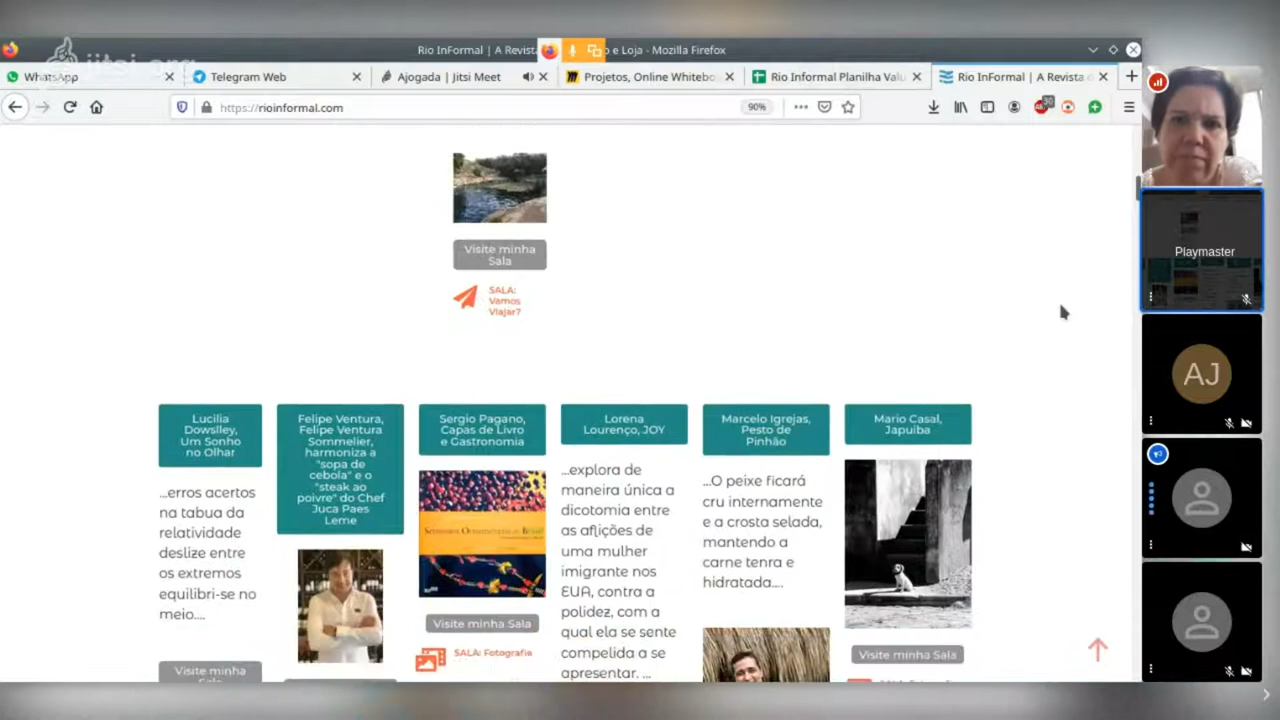 jitsi.org
Rio InFormal | A Revista
o e Loja - Mozilla Firefox
WhatsApp
Telegram Web
Ajogada | Jitsi Meet
Projetos, Online Whitebo
Rio Informal Planilha Valu
Rio InFormal | A Revista
https://rioinformal.com
90%
30
Visite minha
Sala
SALA:
Vamos
Viajar?
Lucilia
Dowslley,
Um Sonho
no Olhar
...erros acertos
na tabua da
relatividade
deslize entre
os extremos
equilibri-se no
meio....
Visite minha
Sala
Felipe Ventura,
Felipe Ventura
Sommelier,
harmoniza a
"sopa de
cebola" e o
"steak ao
poivre" do Chef
Juca Paes
Leme
Sergio Pagano,
Capas de Livro
e Gastronomia
Visite minha Sala
SALA: Fotografia
Lorena
Lourenço, JOY
...explora de
maneira única a
dicotomia entre
as aflições de
uma mulher
imigrante nos
EUA, contra a
polidez, com a
qual ela se sente
compelida a se
apresentar. ...
Marcelo Igrejas,
Pesto de
Pinhão
...O peixe ficará
cru internamente
e a crosta selada,
mantendo a
carne tenra e
hidratada....
Mario Casal,
Japuiba
Visite minha Sala
Playmaster
AJ